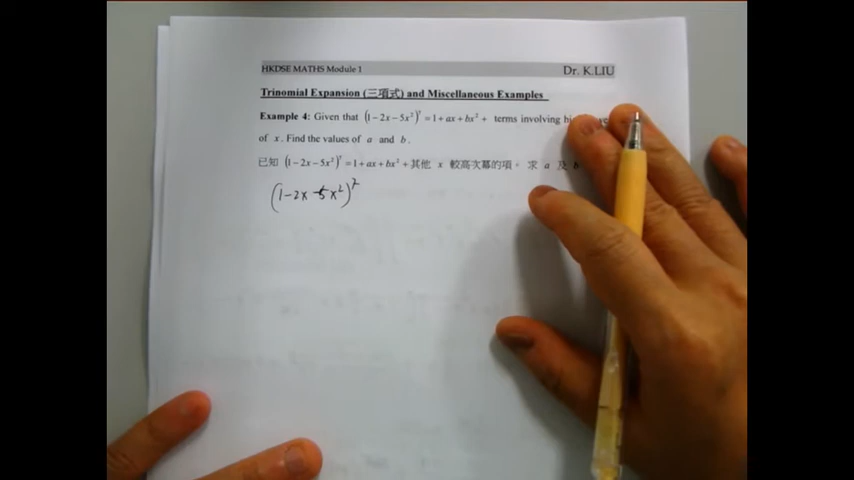 HKDSE MATHS Module 1 Dr. K.LIU
Trinomial Expansion (三項式) and Miscellaneous Examples
Example 4: Given that (1−2x−5x²)⁷ = 1+ax+bx²+ terms involving
of x. Find the values of a and b.
已知 (1−2x−5x²)⁷ = 1+ax+bx²+其他 x 較高次冪的項。求 a 及 b
(1−2x−5x²)⁷